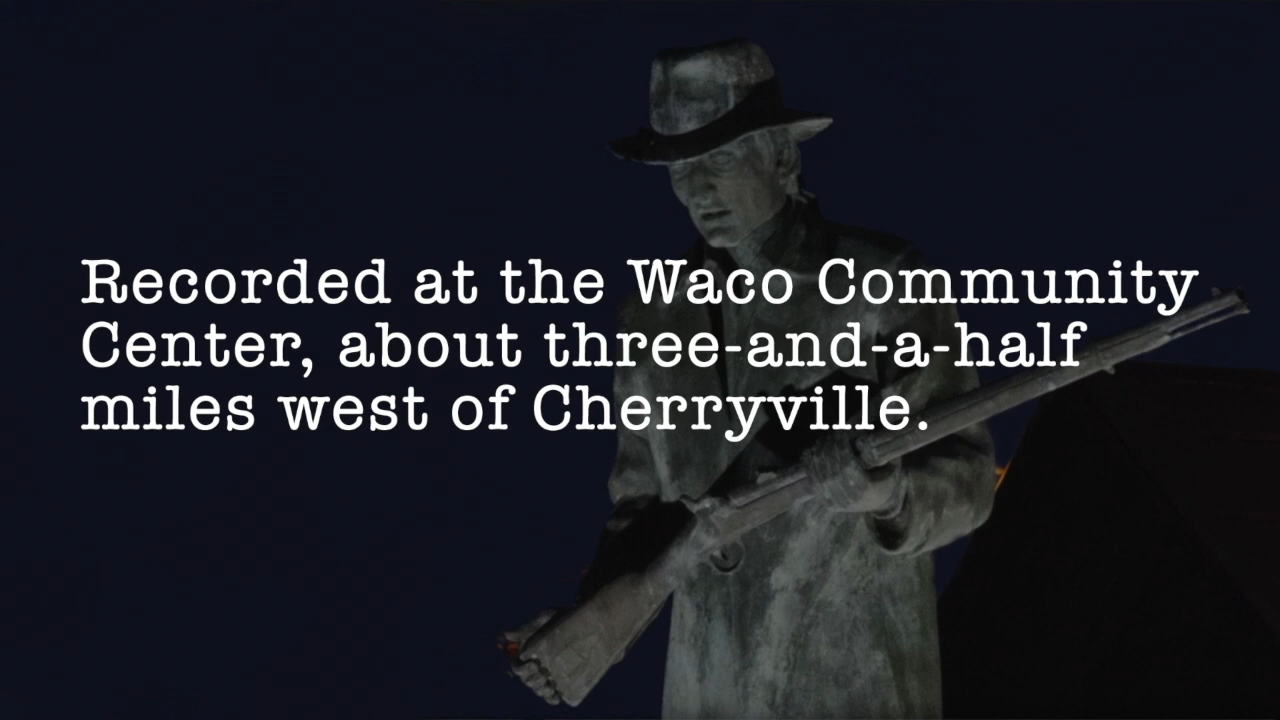 Recorded at the Waco Community
Center, about three-and-a-half
miles west of Cherryville.